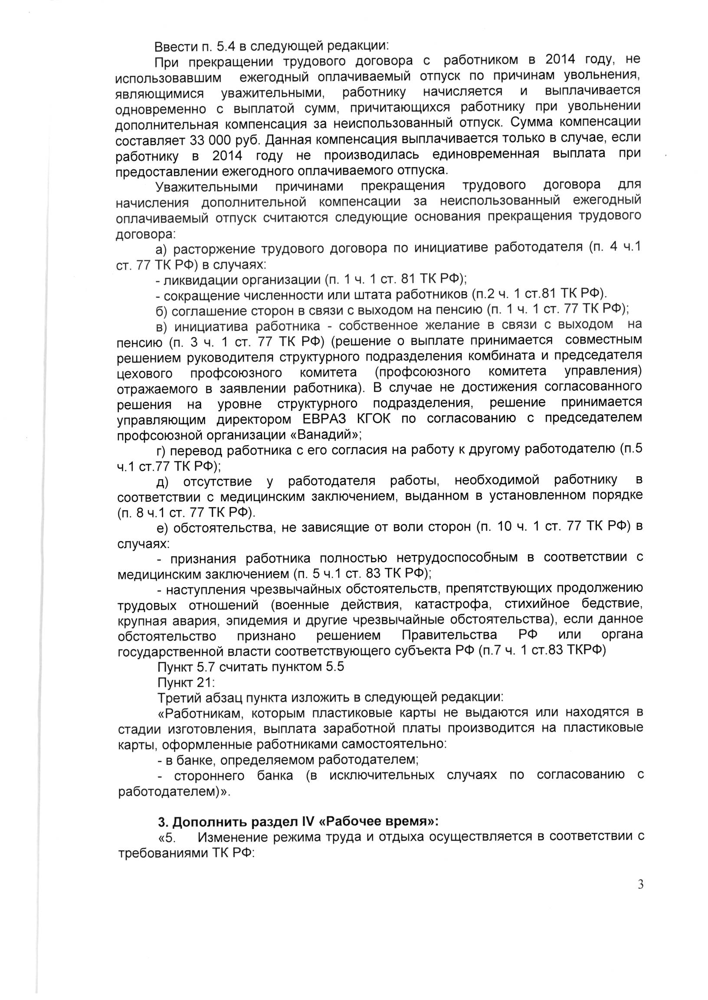 Ввести п. 5.4 в следующей редакции:
При прекращении трудового договора с работником в 2014 году, не
использовавшим ежегодный оплачиваемый отпуск по причинам увольнения,
являющимися уважительными, работнику начисляется и выплачивается
одновременно с выплатой сумм, причитающихся работнику при увольнении
дополнительная компенсация за неиспользованный отпуск. Сумма компенсации
составляет 33 000 руб. Данная компенсация выплачивается только в случае, если
работнику в 2014 году не производилась единовременная выплата при
предоставлении ежегодного оплачиваемого отпуска.
Уважительными причинами прекращения трудового договора для
начисления дополнительной компенсации за неиспользованный ежегодный
оплачиваемый отпуск считаются следующие основания прекращения трудового
договора:
а) расторжение трудового договора по инициативе работодателя (п. 4 ч.1
ст. 77 ТК РФ) в случаях:
- ликвидации организации (п. 1 ч. 1 ст. 81 ТК РФ);
- сокращение численности или штата работников (п.2 ч. 1 ст.81 ТК РФ).
б) соглашение сторон в связи с выходом на пенсию (п. 1 ч. 1 ст. 77 ТК РФ);
в) инициатива работника - собственное желание в связи с выходом на
пенсию (п. 3 ч. 1 ст. 77 ТК РФ) (решение о выплате принимается совместным
решением руководителя структурного подразделения комбината и председателя
цехового профсоюзного комитета (профсоюзного комитета управления)
отражаемого в заявлении работника). В случае не достижения согласованного
решения на уровне структурного подразделения, решение принимается
управляющим директором ЕВРАЗ КГОК по согласованию с председателем
профсоюзной организации «Ванадий»;
г) перевод работника с его согласия на работу к другому работодателю (п.5
ч.1 ст.77 ТК РФ);
д) отсутствие у работодателя работы, необходимой работнику в
соответствии с медицинским заключением, выданном в установленном порядке
(п. 8 ч.1 ст. 77 ТК РФ).
е) обстоятельства, не зависящие от воли сторон (п. 10 ч. 1 ст. 77 ТК РФ) в
случаях:
- признания работника полностью нетрудоспособным в соответствии с
медицинским заключением (п. 5 ч.1 ст. 83 ТК РФ);
- наступления чрезвычайных обстоятельств, препятствующих продолжению
трудовых отношений (военные действия, катастрофа, стихийное бедствие,
крупная авария, эпидемия и другие чрезвычайные обстоятельства), если данное
обстоятельство признано решением Правительства РФ или органа
государственной власти соответствующего субъекта РФ (п.7 ч. 1 ст.83 ТКРФ)
Пункт 5.7 считать пунктом 5.5
Пункт 21:
Третий абзац пункта изложить в следующей редакции:
«Работникам, которым пластиковые карты не выдаются или находятся в
стадии изготовления, выплата заработной платы производится на пластиковые
карты, оформленные работниками самостоятельно:
- в банке, определяемом работодателем;
- стороннего банка (в исключительных случаях по согласованию с
работодателем)».
3. Дополнить раздел IV «Рабочее время»:
«5. Изменение режима труда и отдыха осуществляется в соответствии с
требованиями ТК РФ:
3